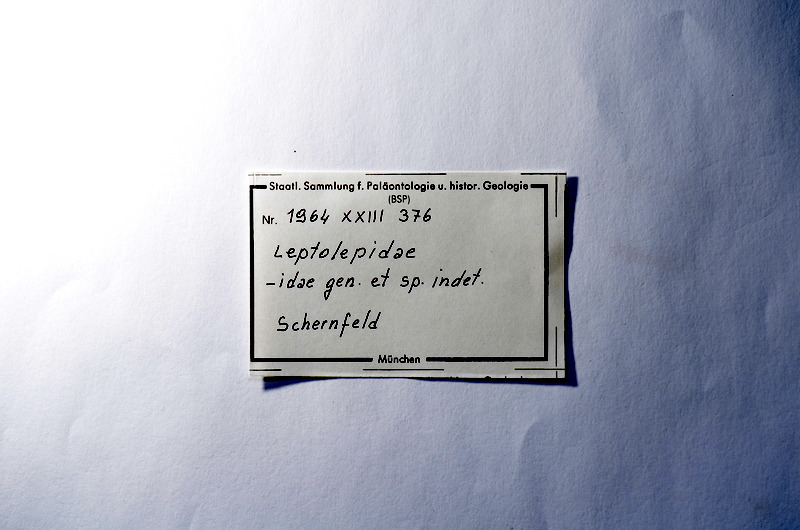 Staatl. Sammlung f. Paläontologie u. histor. Geologie
(BSP)
Nr. 1964 XXIII 376
Leptolepidae
-idae gen. et sp. indet.
Schernfeld
München